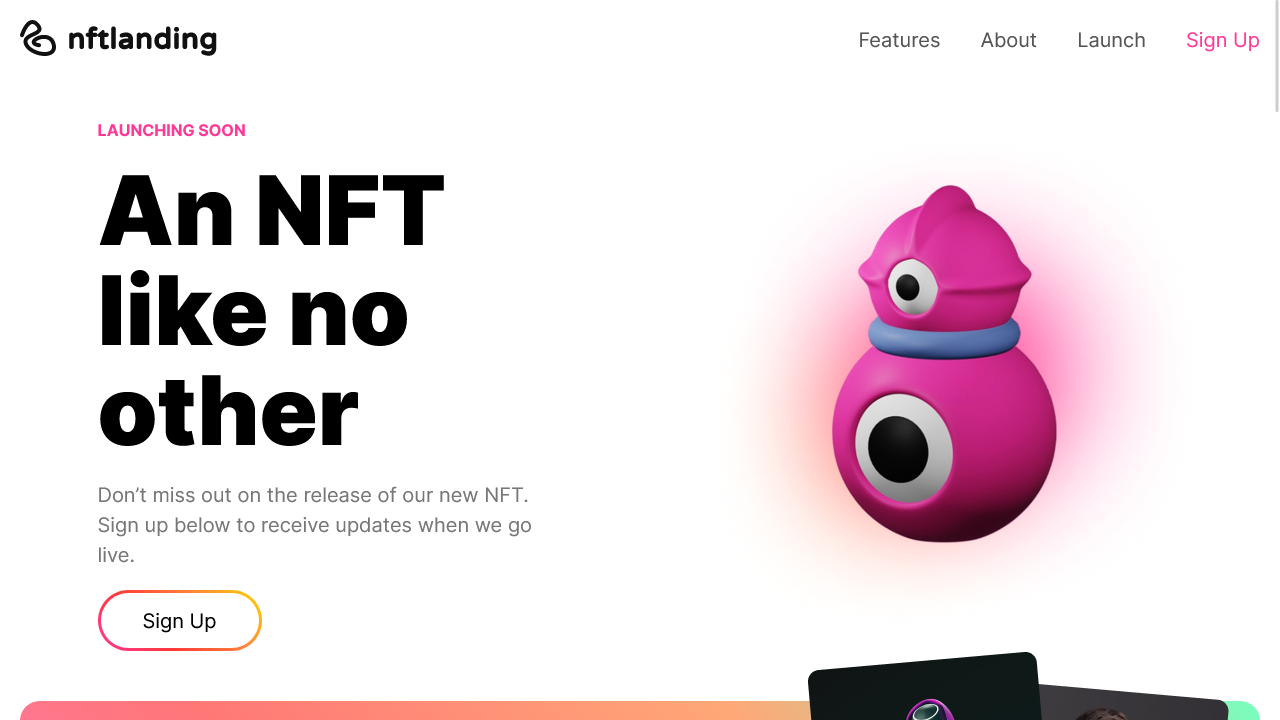 nftlanding
Features
About
Launch
Sign Up
LAUNCHING SOON
An NFT
like no
other
Don’t miss out on the release of our new NFT.
Sign up below to receive updates when we go
live.
Sign Up